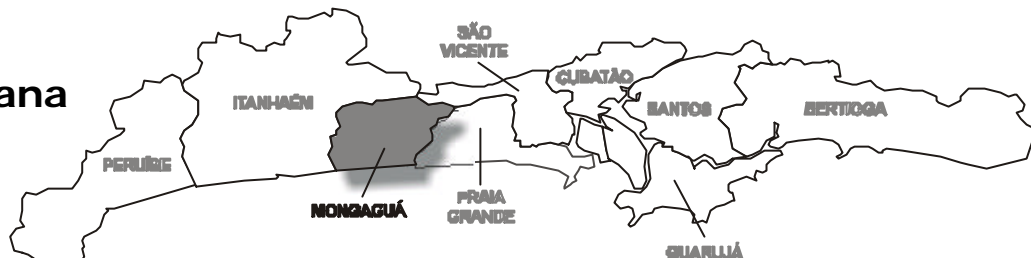 ana
SÃO
VICENTE
CUBATÃO
ITANHAÉM
SANTOS
BERTIOGA
PERUÍBE
MONGAGUÁ
PRAIA
GRANDE
GUARUJÁ